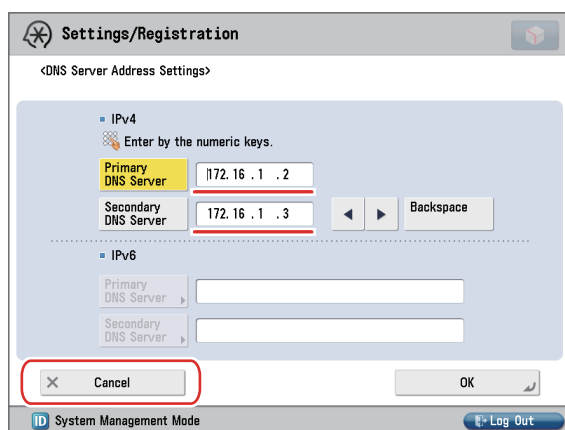 Settings/Registration
<DNS Server Address Settings>
IPv4
Enter by the numeric keys.
Primary
DNS Server
172. 16 . 1 . 2
Secondary
DNS Server
172. 16 . 1 . 3
Backspace
IPv6
Primary
DNS Server
Secondary
DNS Server
Cancel
OK
ID System Management Mode
Log Out